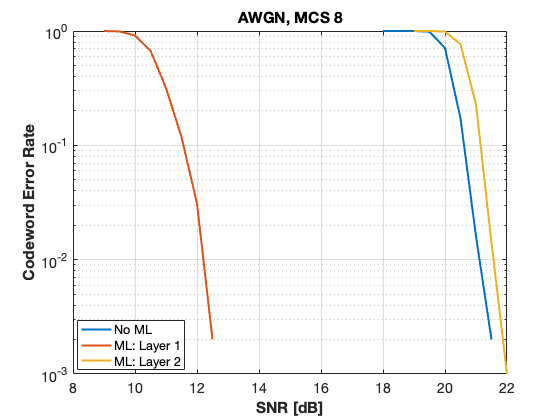 AWGN, MCS 8
10^0
10^-1
10^-2
10^-3
Codeword Error Rate
No ML
ML: Layer 1
ML: Layer 2
8 10 12 14 16 18 20 22
SNR [dB]